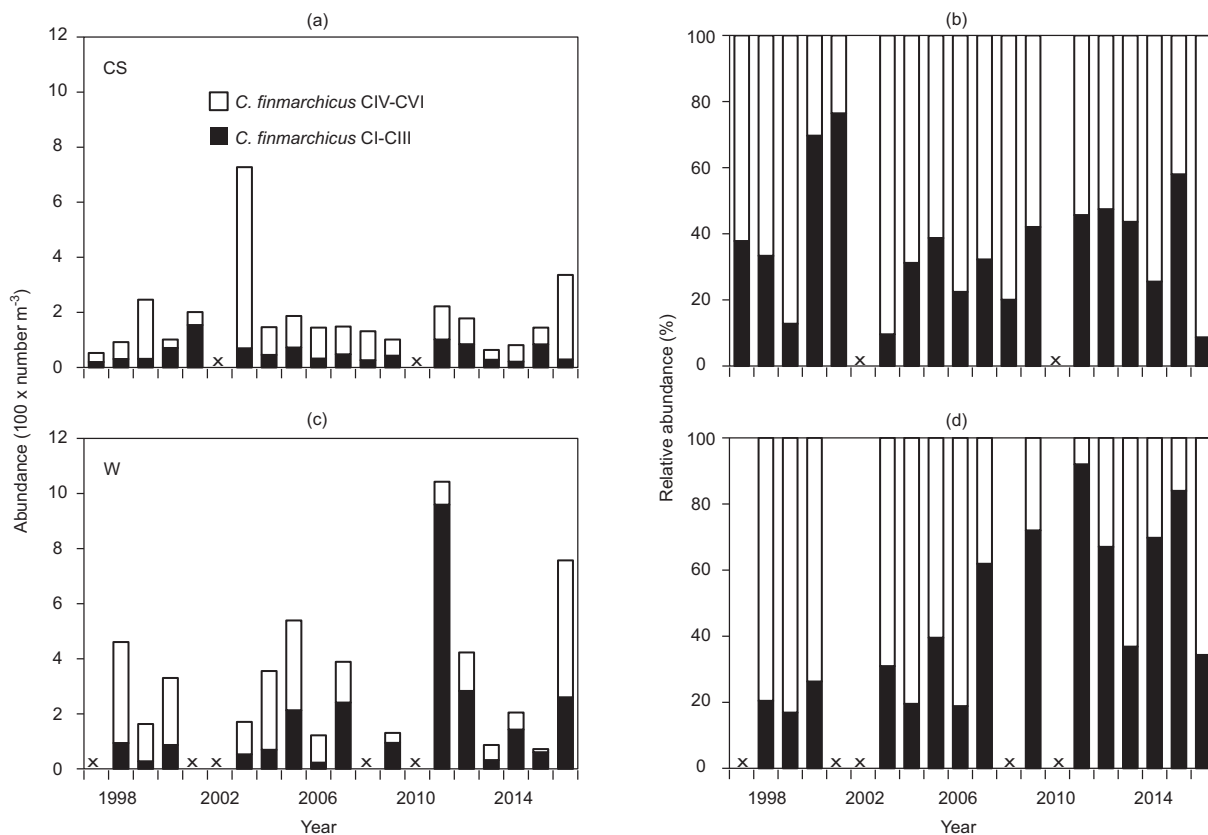 (a)
12
10
8
6
4
2
0
CS
C. finmarchicus CIV-CVI
C. finmarchicus CI-CIII
x
x
(b)
100
80
60
40
20
0
x
x
Abundance (100 x number m⁻³)
Relative abundance (%)
(c)
12
10
8
6
4
2
0
W
x
x
x
x
x
1998
2002
2006
2010
2014
Year
(d)
100
80
60
40
20
0
x
x
x
x
x
1998
2002
2006
2010
2014
Year